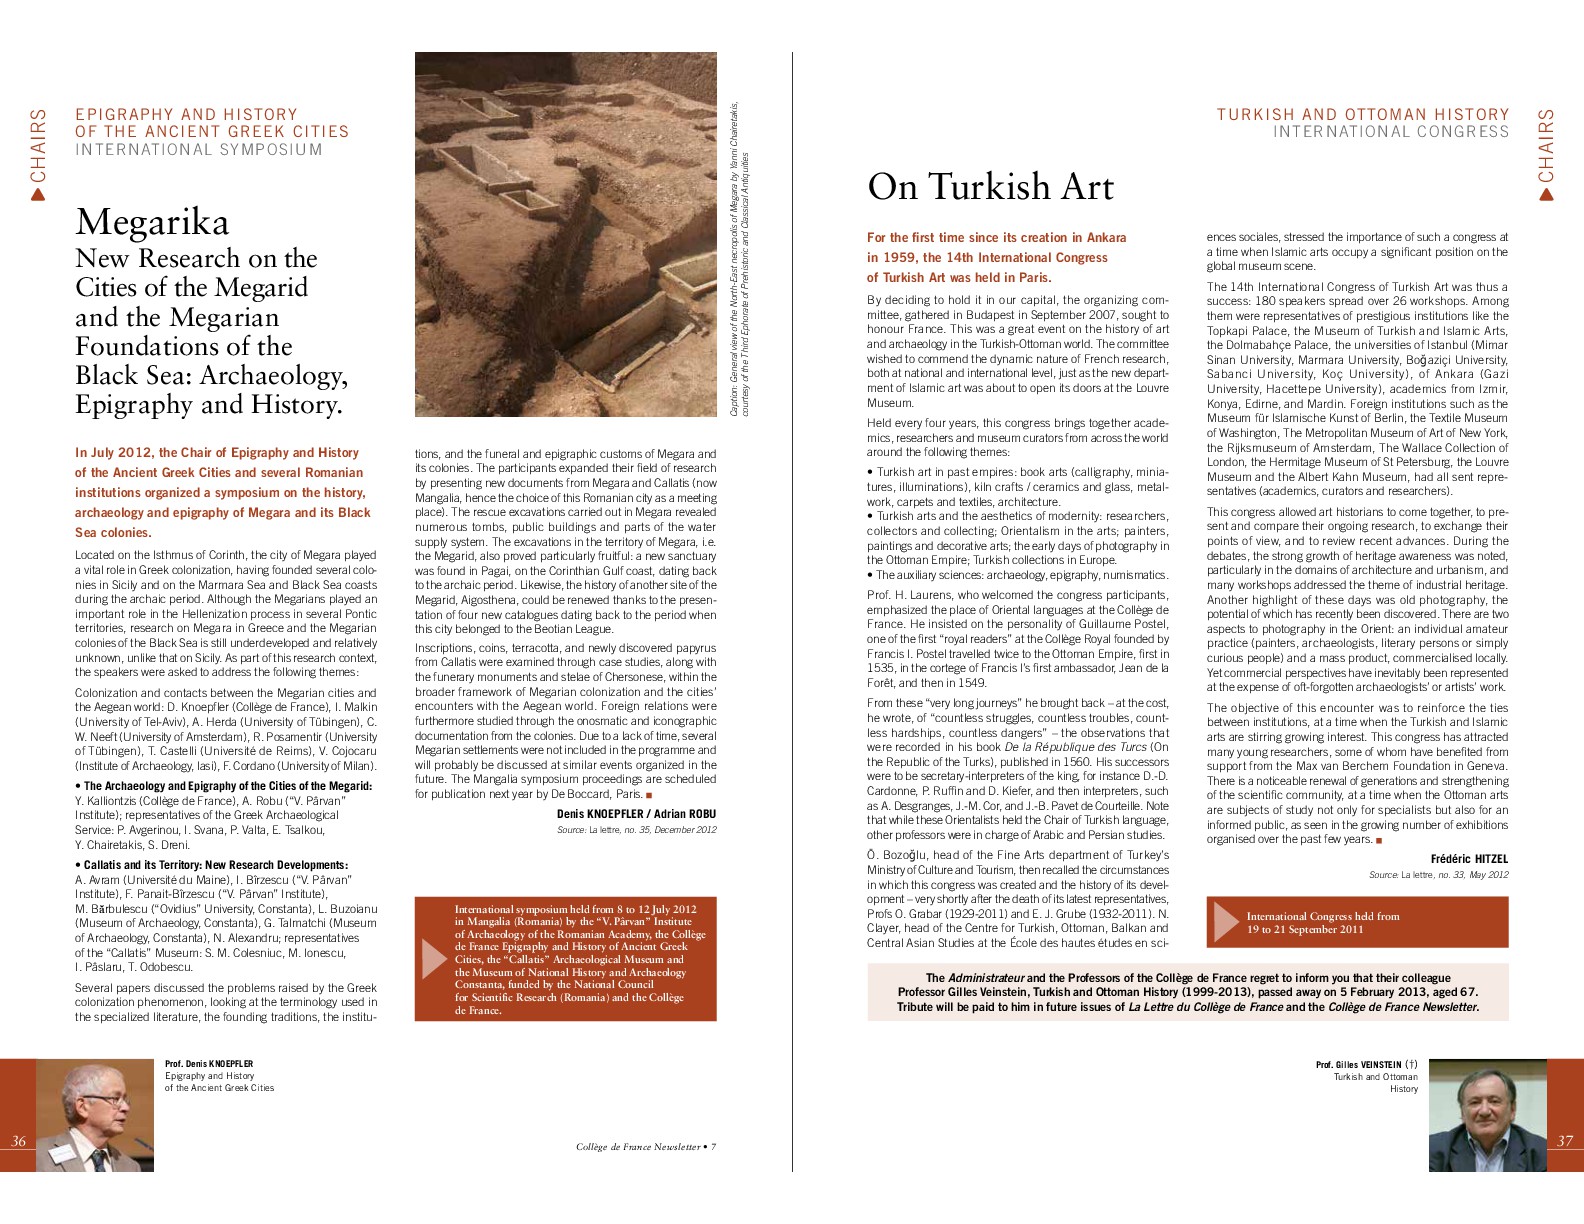 CHAIRS
EPIGRAPHY AND HISTORY
OF THE ANCIENT GREEK CITIES
INTERNATIONAL SYMPOSIUM
Megarika
New Research on the
Cities of the Megarid
and the Megarian
Foundations of the
Black Sea: Archaeology,
Epigraphy and History.
In July 2012, the Chair of Epigraphy and History
of the Ancient Greek Cities and several Romanian
institutions organized a symposium on the history,
archaeology and epigraphy of Megara and its Black
Sea colonies.
Located on the Isthmus of Corinth, the city of Megara played
a vital role in Greek colonization, having founded several colo-
nies in Sicily and on the Marmara Sea and Black Sea coasts
during the archaic period. Although the Megarians played an
important role in the Hellenization process in several Pontic
territories, research on Megara in Greece and the Megarian
colonies of the Black Sea is still underdeveloped and relatively
unknown, unlike that on Sicily. As part of this research context,
the speakers were asked to address the following themes:
Colonization and contacts between the Megarian cities and
the Aegean world: D. Knoepfler (Collège de France), I. Malkin
(University of Tel-Aviv), A. Herda (University of Tübingen), C.
W. Neeft (University of Amsterdam), R. Posamentir (University
of Tübingen), T. Castelli (Université de Reims), V. Cojocaru
(Institute of Archaeology, Iasi), F. Cordano (University of Milan).
• The Archaeology and Epigraphy of the Cities of the Megarid:
Y. Kalliontzis (Collège de France), A. Robu (“V. Pârvan”
Institute); representatives of the Greek Archaeological
Service: P. Avgerinou, I. Svana, P. Valta, E. Tsalkou,
Y. Chairetakis, S. Dreni.
• Callatis and its Territory: New Research Developments:
A. Avram (Université du Maine), I. Bîrzescu (“V. Pârvan”
Institute), F. Panait-Bîrzescu (“V. Pârvan” Institute),
M. Bărbulescu (“Ovidius” University, Constanta), L. Buzoianu
(Museum of Archaeology, Constanta), G. Talmatchi (Museum
of Archaeology, Constanta), N. Alexandru; representatives
of the “Callatis” Museum: S. M. Colesniuc, M. Ionescu,
I. Pâslaru, T. Odobescu.
Several papers discussed the problems raised by the Greek
colonization phenomenon, looking at the terminology used in
the specialized literature, the founding traditions, the institu-
Caption: General view of the North-East necropolis of Megara by Yanni Chairetakis,
courtesy of the Third Ephorate of Prehistoric and Classical Antiquities
tions, and the funeral and epigraphic customs of Megara and
its colonies. The participants expanded their field of research
by presenting new documents from Megara and Callatis (now
Mangalia, hence the choice of this Romanian city as a meeting
place). The rescue excavations carried out in Megara revealed
numerous tombs, public buildings and parts of the water
supply system. The excavations in the territory of Megara, i.e.
the Megarid, also proved particularly fruitful: a new sanctuary
was found in Pagai, on the Corinthian Gulf coast, dating back
to the archaic period. Likewise, the history of another site of the
Megarid, Aigosthena, could be renewed thanks to the presen-
tation of four new catalogues dating back to the period when
this city belonged to the Beotian League.
Inscriptions, coins, terracotta, and newly discovered papyrus
from Callatis were examined through case studies, along with
the funerary monuments and stelae of Chersonese, within the
broader framework of Megarian colonization and the cities’
encounters with the Aegean world. Foreign relations were
furthermore studied through the onosmatic and iconographic
documentation from the colonies. Due to a lack of time, several
Megarian settlements were not included in the programme and
will probably be discussed at similar events organized in the
future. The Mangalia symposium proceedings are scheduled
for publication next year by De Boccard, Paris.
Denis KNOEPFLER / Adrian ROBU
Source: La lettre, no. 35, December 2012
International symposium held from 8 to 12 July 2012
in Mangalia (Romania) by the “V. Pârvan” Institute
of Archaeology of the Romanian Academy, the Collège
de France Epigraphy and History of Ancient Greek
Cities, the “Callatis” Archaeological Museum and
the Museum of National History and Archaeology
Constanta, funded by the National Council
for Scientific Research (Romania) and the Collège
de France.
Prof. Denis KNOEPFLER
Epigraphy and History
of the Ancient Greek Cities
36
Collège de France Newsletter • 7
TURKISH AND OTTOMAN HISTORY
INTERNATIONAL CONGRESS
CHAIRS
On Turkish Art
For the first time since its creation in Ankara
in 1959, the 14th International Congress
of Turkish Art was held in Paris.
By deciding to hold it in our capital, the organizing com-
mittee, gathered in Budapest in September 2007, sought to
honour France. This was a great event on the history of art
and archaeology in the Turkish-Ottoman world. The committee
wished to commend the dynamic nature of French research,
both at national and international level, just as the new depart-
ment of Islamic art was about to open its doors at the Louvre
Museum.
Held every four years, this congress brings together acade-
mics, researchers and museum curators from across the world
around the following themes:
• Turkish art in past empires: book arts (calligraphy, minia-
tures, illuminations), kiln crafts / ceramics and glass, metal-
work, carpets and textiles, architecture.
• Turkish arts and the aesthetics of modernity: researchers,
collectors and collecting; Orientalism in the arts; painters,
paintings and decorative arts; the early days of photography in
the Ottoman Empire; Turkish collections in Europe.
• The auxiliary sciences: archaeology, epigraphy, numismatics.
Prof. H. Laurens, who welcomed the congress participants,
emphasized the place of Oriental languages at the Collège de
France. He insisted on the personality of Guillaume Postel,
one of the first “royal readers” at the Collège Royal founded by
Francis I. Postel travelled twice to the Ottoman Empire, first in
1535, in the cortege of Francis I’s first ambassador, Jean de la
Forêt, and then in 1549.
From these “very long journeys” he brought back – at the cost,
he wrote, of “countless struggles, countless troubles, count-
less hardships, countless dangers” – the observations that
were recorded in his book De la République des Turcs (On
the Republic of the Turks), published in 1560. His successors
were to be secretary-interpreters of the king, for instance D.-D.
Cardonne, P. Ruffin and D. Kiefer, and then interpreters, such
as A. Desgranges, J.-M. Cor, and J.-B. Pavet de Courteille. Note
that while these Orientalists held the Chair of Turkish language,
other professors were in charge of Arabic and Persian studies.
Ö. Bozoğlu, head of the Fine Arts department of Turkey’s
Ministry of Culture and Tourism, then recalled the circumstances
in which this congress was created and the history of its devel-
opment – very shortly after the death of its latest representatives,
Profs O. Grabar (1929-2011) and E. J. Grube (1932-2011). N.
Clayer, head of the Centre for Turkish, Ottoman, Balkan and
Central Asian Studies at the École des hautes études en sci-
ences sociales, stressed the importance of such a congress at
a time when Islamic arts occupy a significant position on the
global museum scene.
The 14th International Congress of Turkish Art was thus a
success: 180 speakers spread over 26 workshops. Among
them were representatives of prestigious institutions like the
Topkapi Palace, the Museum of Turkish and Islamic Arts,
the Dolmabahçe Palace, the universities of Istanbul (Mimar
Sinan University, Marmara University, Boğaziçi University,
Sabanci University, Koç University), of Ankara (Gazi
University, Hacettepe University), academics from Izmir,
Konya, Edirne, and Mardin. Foreign institutions such as the
Museum für Islamische Kunst of Berlin, the Textile Museum
of Washington, The Metropolitan Museum of Art of New York,
the Rijksmuseum of Amsterdam, The Wallace Collection of
London, the Hermitage Museum of St Petersburg, the Louvre
Museum and the Albert Kahn Museum, had all sent repre-
sentatives (academics, curators and researchers).
This congress allowed art historians to come together, to pre-
sent and compare their ongoing research, to exchange their
points of view, and to review recent advances. During the
debates, the strong growth of heritage awareness was noted,
particularly in the domains of architecture and urbanism, and
many workshops addressed the theme of industrial heritage.
Another highlight of these days was old photography, the
potential of which has recently been discovered. There are two
aspects to photography in the Orient: an individual amateur
practice (painters, archaeologists, literary persons or simply
curious people) and a mass product, commercialised locally.
Yet commercial perspectives have inevitably been represented
at the expense of oft-forgotten archaeologists’ or artists’ work.
The objective of this encounter was to reinforce the ties
between institutions, at a time when the Turkish and Islamic
arts are stirring growing interest. This congress has attracted
many young researchers, some of whom have benefited from
support from the Max van Berchem Foundation in Geneva.
There is a noticeable renewal of generations and strengthening
of the scientific community, at a time when the Ottoman arts
are subjects of study not only for specialists but also for an
informed public, as seen in the growing number of exhibitions
organised over the past few years.
Frédéric HITZEL
Source: La lettre, no. 33, May 2012
International Congress held from
19 to 21 September 2011
The Administrateur and the Professors of the Collège de France regret to inform you that their colleague
Professor Gilles Veinstein, Turkish and Ottoman History (1999-2013), passed away on 5 February 2013, aged 67.
Tribute will be paid to him in future issues of La Lettre du Collège de France and the Collège de France Newsletter.
Prof. Gilles VEINSTEIN (†)
Turkish and Ottoman
History
37